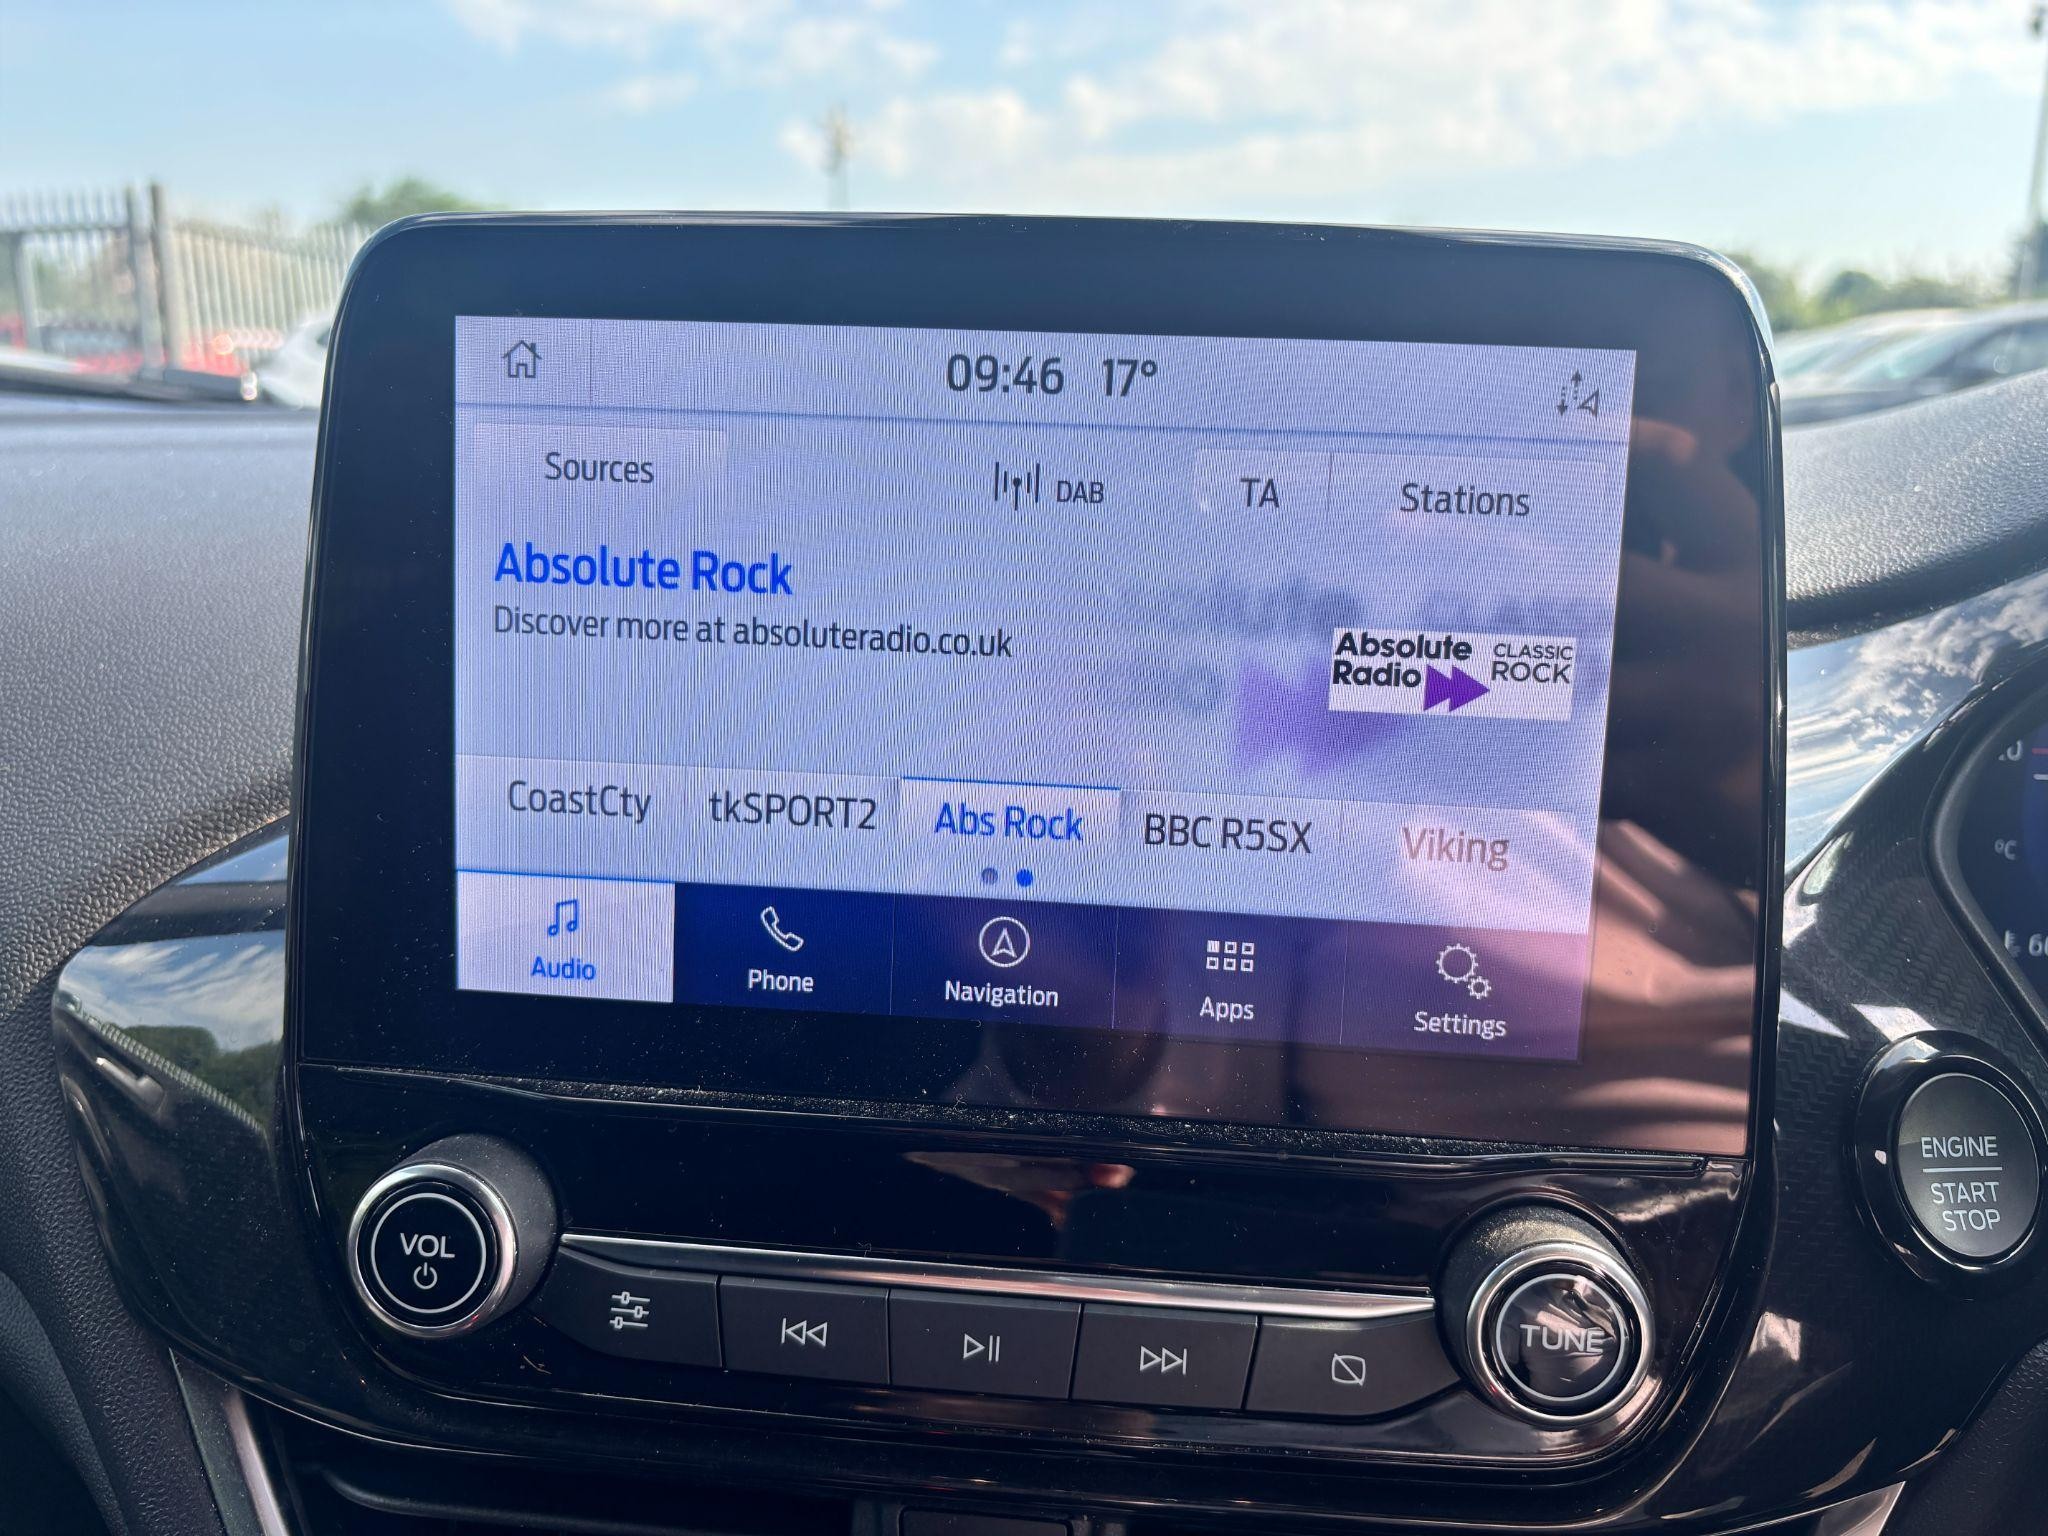 09:46 17°
Sources
DAB
TA
Stations
Absolute Rock
Discover more at absoluteradio.co.uk
Absolute
Radio
CLASSIC
ROCK
CoastCty
tkSPORT2
Abs Rock
BBC R5SX
Viking
Audio
Phone
Navigation
Apps
Settings
VOL
TUNE
ENGINE
START
STOP
°C